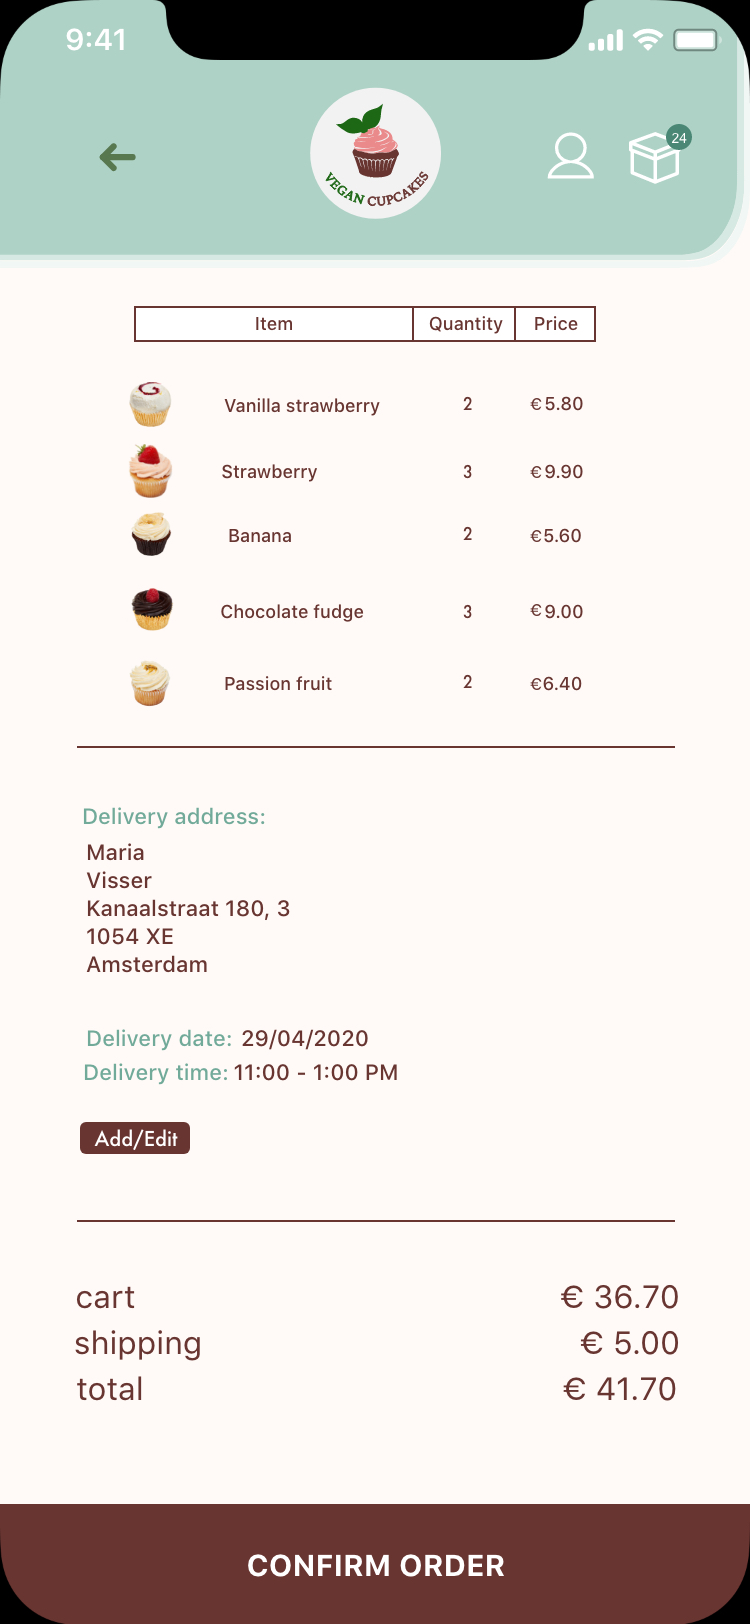 9:41
VEGAN CUPCAKES
24
Item Quantity Price
Vanilla strawberry 2 €5.80
Strawberry 3 €9.90
Banana 2 €5.60
Chocolate fudge 3 €9.00
Passion fruit 2 €6.40
Delivery address:
Maria
Visser
Kanaalstraat 180, 3
1054 XE
Amsterdam
Delivery date: 29/04/2020
Delivery time: 11:00 - 1:00 PM
Add/Edit
cart € 36.70
shipping € 5.00
total € 41.70
CONFIRM ORDER